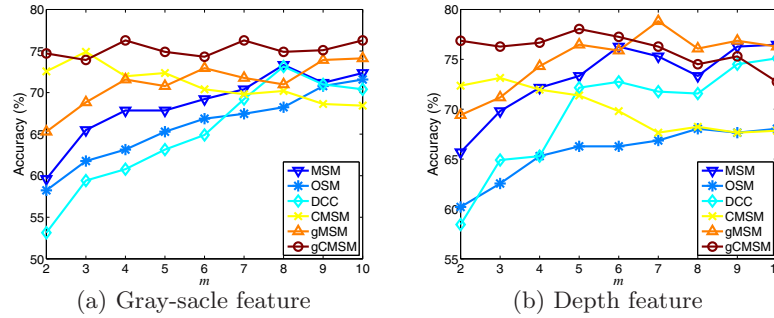 80
75
70
65
60
55
50
Accuracy (%)
2 3 4 5 6 7 8 9 10
m
MSM
OSM
DCC
CMSM
gMSM
gCMSM
(a) Gray-sacle feature
80
75
70
65
60
55
Accuracy (%)
2 3 4 5 6 7 8 9 1
m
MSM
OSM
DCC
CMSM
gMSM
gCMSM
(b) Depth feature